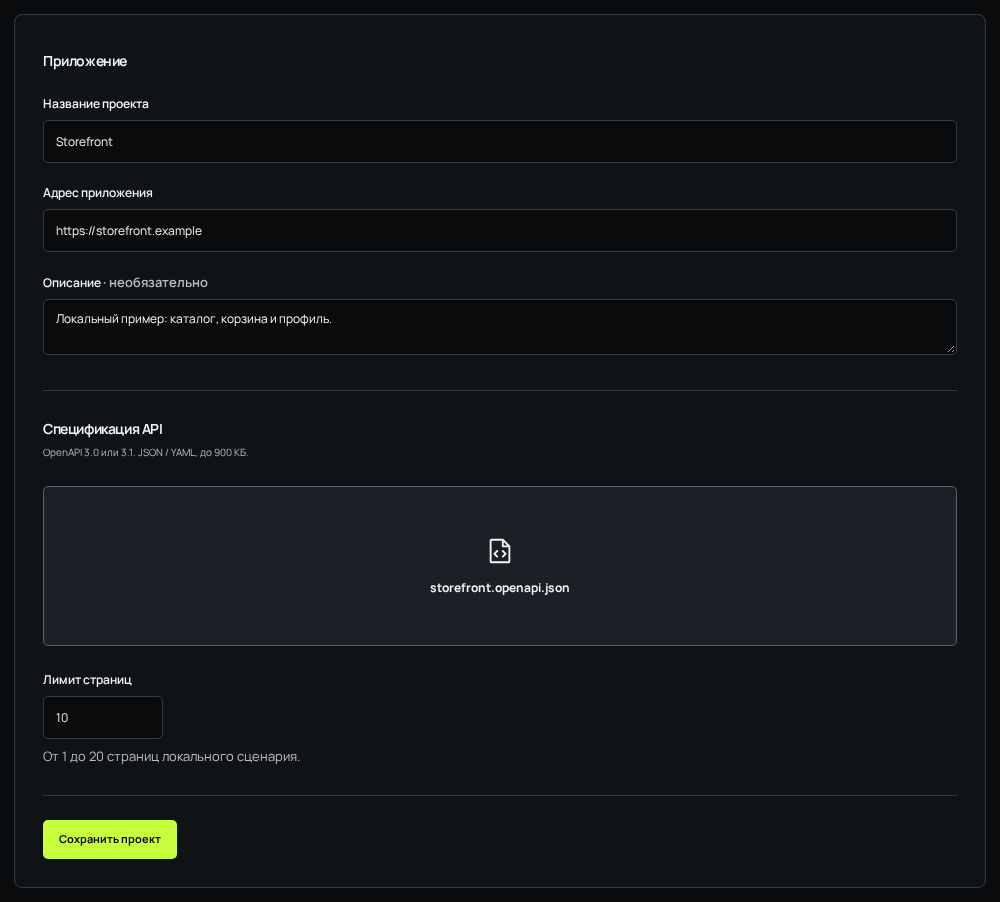 Приложение
Название проекта
Storefront
Адрес приложения
https://storefront.example
Описание · необязательно
Локальный пример: каталог, корзина и профиль.
Спецификация API
OpenAPI 3.0 или 3.1. JSON / YAML, до 900 КБ.
storefront.openapi.json
Лимит страниц
10
От 1 до 20 страниц локального сценария.
Сохранить проект